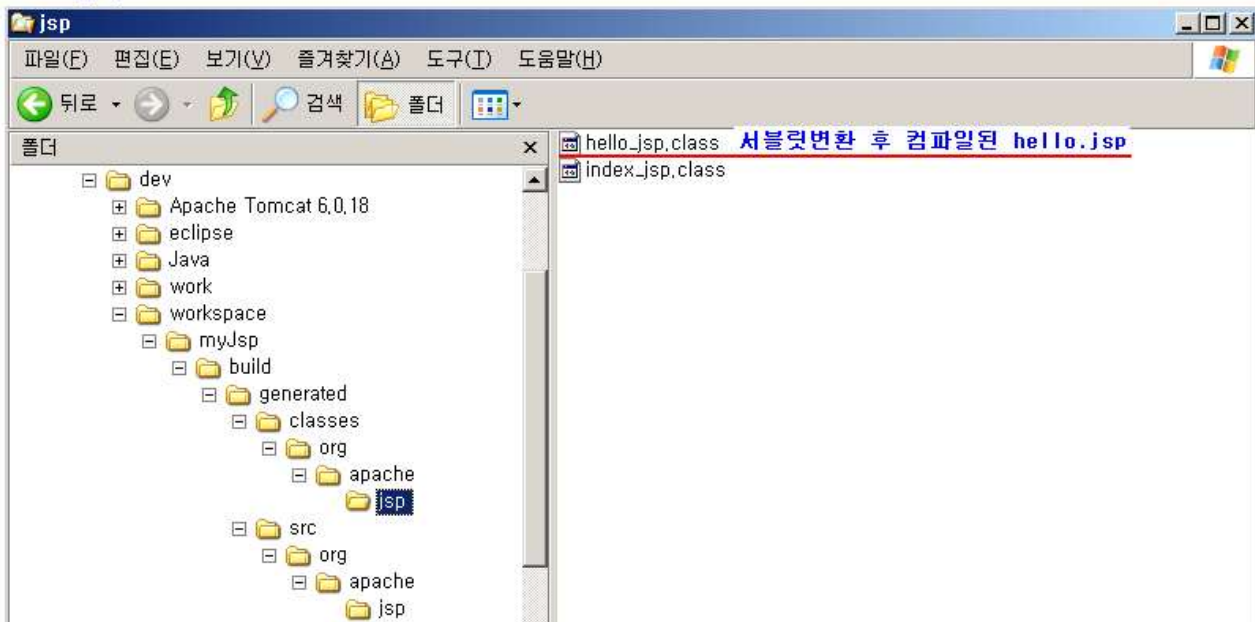 jsp
파일(F) 편집(E) 보기(V) 즐겨찾기(A) 도구(T) 도움말(H)
뒤로 검색 폴더
폴더
dev
Apache Tomcat 6.0.18
eclipse
Java
work
workspace
myJsp
build
generated
classes
org
apache
jsp
src
org
apache
jsp
hello_jsp.class 서블릿변환 후 컴파일된 hello.jsp
index_jsp.class